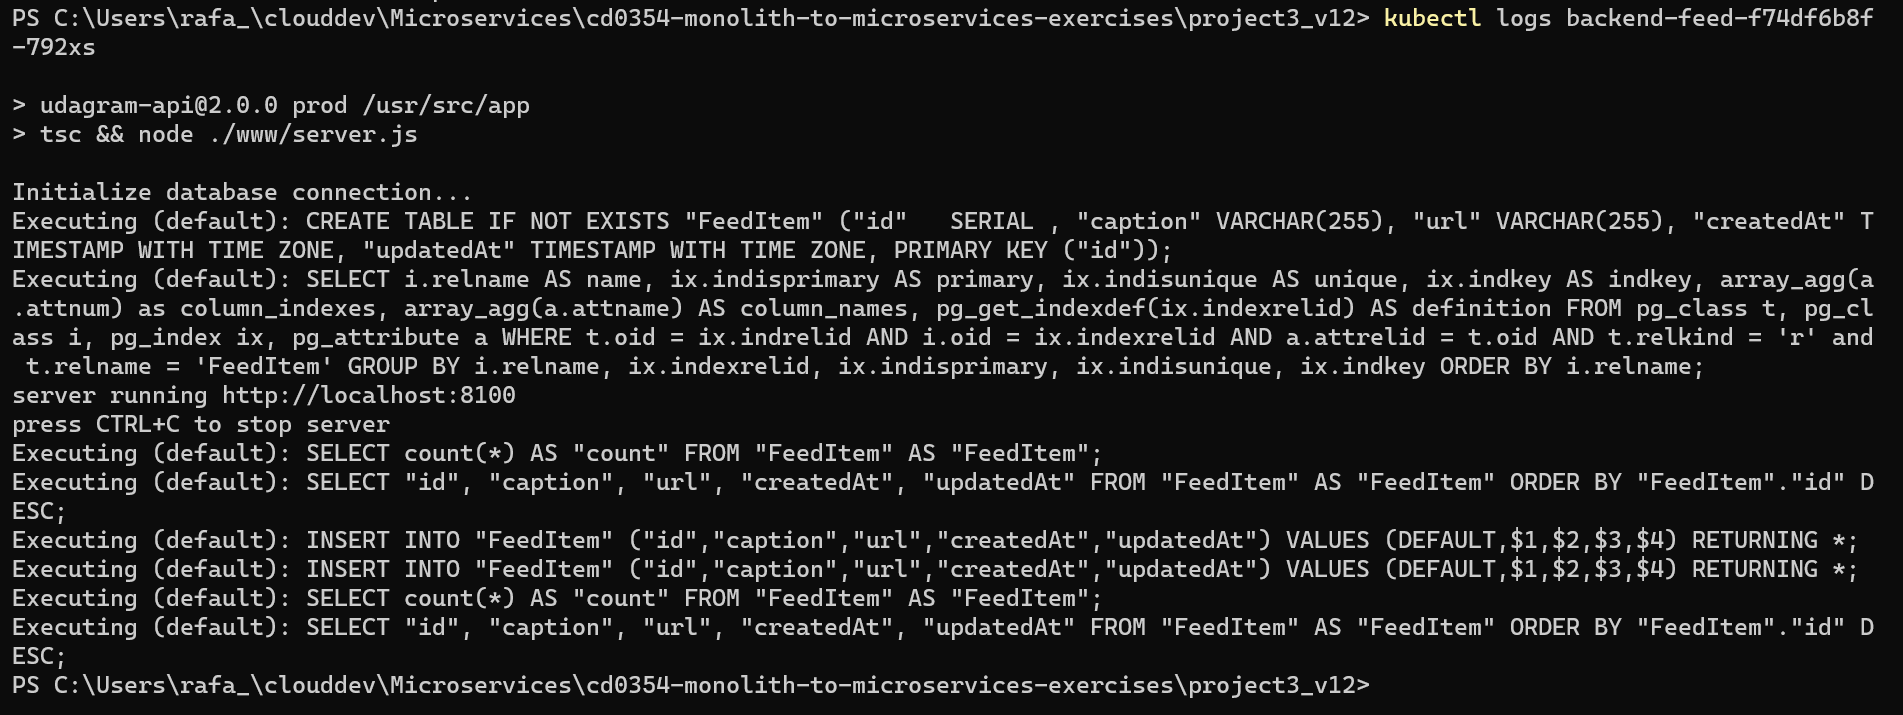 PS C:\Users\rafa_\clouddev\Microservices\cd0354-monolith-to-microservices-exercises\project3_v12> kubectl logs backend-feed-f74df6b8f
-792xs
> udagram-api@2.0.0 prod /usr/src/app
> tsc && node ./www/server.js
Initialize database connection...
Executing (default): CREATE TABLE IF NOT EXISTS "FeedItem" ("id"   SERIAL , "caption" VARCHAR(255), "url" VARCHAR(255), "createdAt" T
IMESTAMP WITH TIME ZONE, "updatedAt" TIMESTAMP WITH TIME ZONE, PRIMARY KEY ("id"));
Executing (default): SELECT i.relname AS name, ix.indisprimary AS primary, ix.indisunique AS unique, ix.indkey AS indkey, array_agg(a
.attnum) as column_indexes, array_agg(a.attname) AS column_names, pg_get_indexdef(ix.indexrelid) AS definition FROM pg_class t, pg_cl
ass i, pg_index ix, pg_attribute a WHERE t.oid = ix.indrelid AND i.oid = ix.indexrelid AND a.attrelid = t.oid AND t.relkind = 'r' and
 t.relname = 'FeedItem' GROUP BY i.relname, ix.indexrelid, ix.indisprimary, ix.indisunique, ix.indkey ORDER BY i.relname;
server running http://localhost:8100
press CTRL+C to stop server
Executing (default): SELECT count(*) AS "count" FROM "FeedItem" AS "FeedItem";
Executing (default): SELECT "id", "caption", "url", "createdAt", "updatedAt" FROM "FeedItem" AS "FeedItem" ORDER BY "FeedItem"."id" D
ESC;
Executing (default): INSERT INTO "FeedItem" ("id","caption","url","createdAt","updatedAt") VALUES (DEFAULT,$1,$2,$3,$4) RETURNING *;
Executing (default): INSERT INTO "FeedItem" ("id","caption","url","createdAt","updatedAt") VALUES (DEFAULT,$1,$2,$3,$4) RETURNING *;
Executing (default): SELECT count(*) AS "count" FROM "FeedItem" AS "FeedItem";
Executing (default): SELECT "id", "caption", "url", "createdAt", "updatedAt" FROM "FeedItem" AS "FeedItem" ORDER BY "FeedItem"."id" D
ESC;
PS C:\Users\rafa_\clouddev\Microservices\cd0354-monolith-to-microservices-exercises\project3_v12>